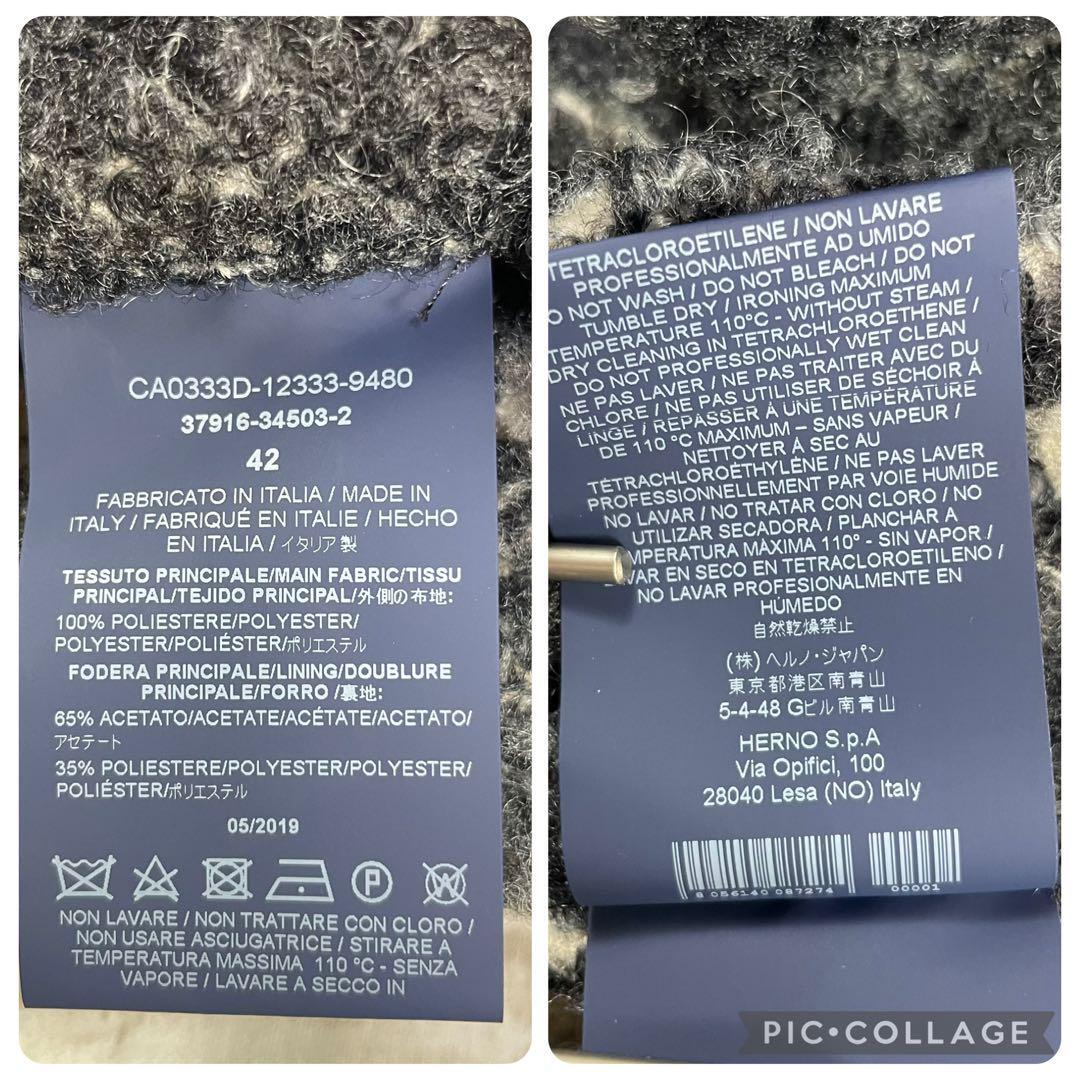 CA0333D-12333-9480
37916-34503-2
42
FABBRICATO IN ITALIA / MADE IN
ITALY / FABRIQUÉ EN ITALIE / HECHO
EN ITALIA / イタリア製
TESSUTO PRINCIPALE/MAIN FABRIC/TISSU
PRINCIPAL/TEJIDO PRINCIPAL/外側の布地:
100% POLIESTERE/POLYESTER/
POLYESTER/POLIÉSTER/ポリエステル
FODERA PRINCIPALE/LINING/DOUBLURE
PRINCIPALE/FORRO /裏地:
65% ACETATO/ACETATE/ACÉTATE/ACETATO/
アセテート
35% POLIESTERE/POLYESTER/POLYESTER/
POLIÉSTER/ポリエステル
05/2019
P
W
NON LAVARE / NON TRATTARE CON CLORO /
NON USARE ASCIUGATRICE / STIRARE A
TEMPERATURA MASSIMA 110 °C - SENZA
VAPORE / LAVARE A SECCO IN
TETRACLOROETILENE / NON LAVARE
PROFESSIONALMENTE AD UMIDO
O NOT WASH / DO NOT BLEACH / DO NOT
TUMBLE DRY / IRONING MAXIMUM
TEMPERATURE 110°C - WITHOUT STEAM /
DRY CLEANING IN TETRACHLOROETHENE /
DO NOT PROFESSIONALLY WET CLEAN
NE PAS LAVER / NE PAS TRAITER AVEC DU
CHLORE / NE PAS UTILISER DE SÉCHOIR À
LINGE / REPASSER À UNE TEMPÉRATURE
DE 110 °C MAXIMUM – SANS VAPEUR /
NETTOYER À SEC AU
TÉTRACHLOROÉTHYLÈNE / NE PAS LAVER
PROFESSIONNELLEMENT PAR VOIE HUMIDE
NO LAVAR / NO TRATAR CON CLORO / NO
UTILIZAR SECADORA / PLANCHAR A
MPERATURA MÁXIMA 110° - SIN VAPOR /
VAR EN SECO EN TETRACLOROETILENO /
NO LAVAR PROFESIONALMENTE EN
HÚMEDO
自然乾燥禁止
(株) ヘルノ・ジャパン
東京都港区南青山
5-4-48 Gビル南青山
HERNO S.p.A
Via Opifici, 100
28040 Lesa (NO) Italy
8 056140 087274 00001
PIC•COLLAGE